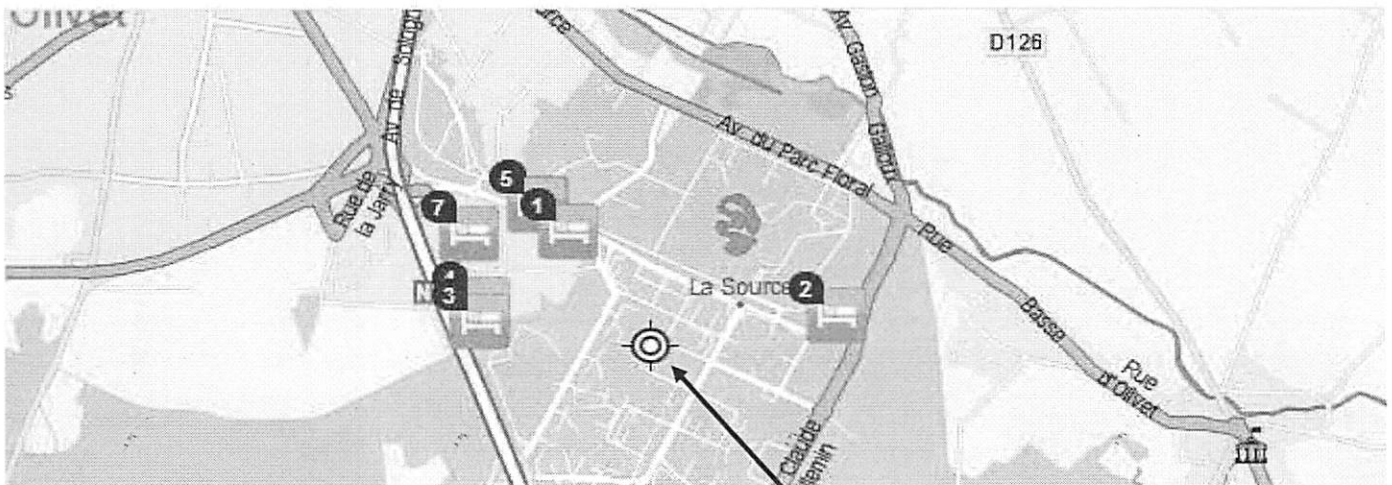 Olivet
D126
Av. Gaston Galloux
Av. de Sologne
Av. du Parc Floral
Rue de la Jarry
5
1
7
4
3
N
La Source
2
Rue Basse d'Olivet
Rue
Claude